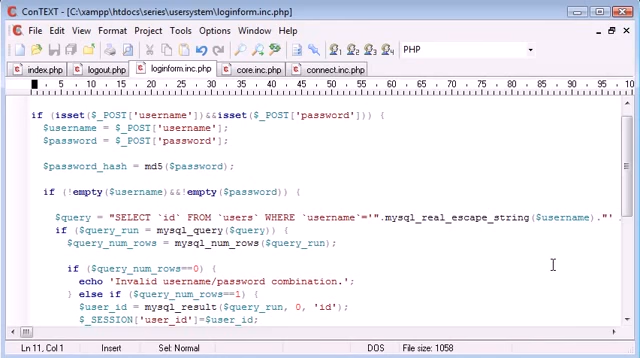 ConTEXT - [C:\xampp\htdocs\series\usersystem\loginform.inc.php]
File Edit View Format Project Tools Options Window Help
PHP
index.php logout.php loginform.inc.php core.inc.php connect.inc.php
0 5 10 15 20 25 30 35 40 45 50 55 60 65 70 75 80 85 90 95 10
if (isset($_POST['username'])&&isset($_POST['password'])) {
$username = $_POST['username'];
$password = $_POST['password'];
$password_hash = md5($password);
if (!empty($username)&&!empty($password)) {
$query = "SELECT `id` FROM `users` WHERE `username`='".mysql_real_escape_string($username)."'
if ($query_run = mysql_query($query)) {
$query_num_rows = mysql_num_rows($query_run);
if ($query_num_rows==0) {
echo 'Invalid username/password combination.';
} else if ($query_num_rows==1) {
$user_id = mysql_result($query_run, 0, 'id');
$_SESSION['user_id']=$user_id;
Ln 11, Col 1 Insert Sel: Normal DOS File size: 1058